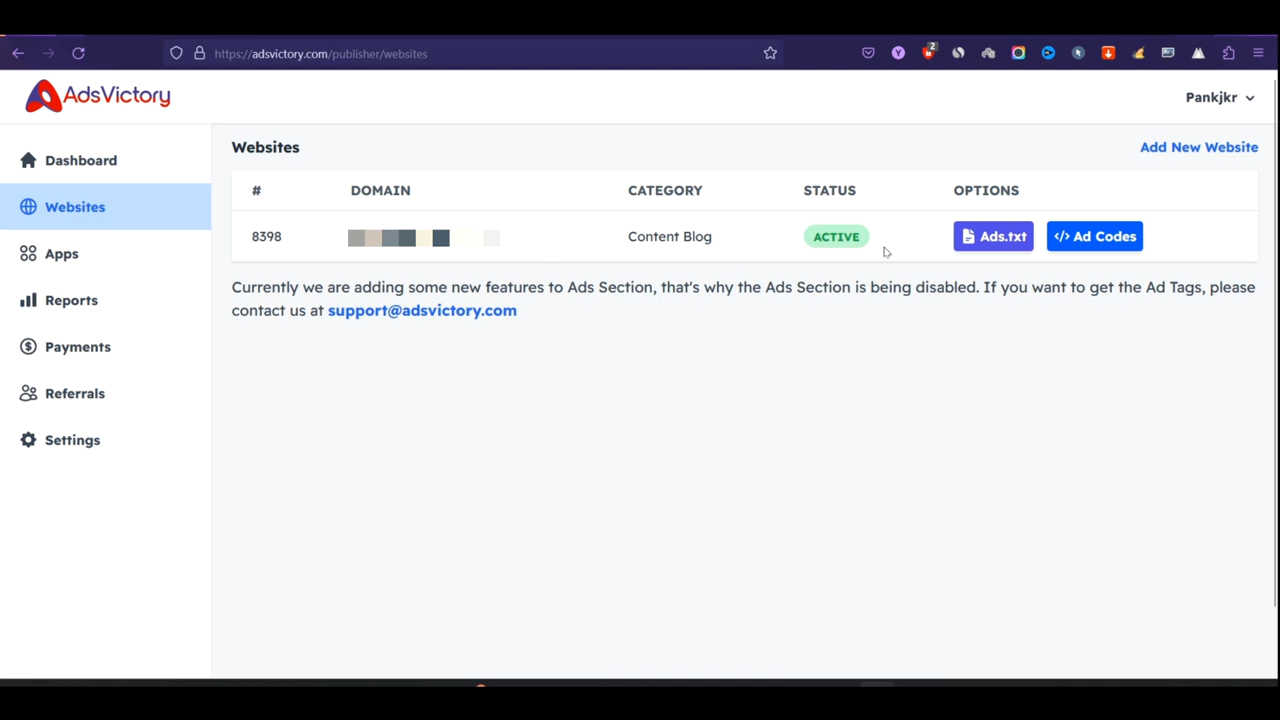 https://adsvictory.com/publisher/websites
2
AdsVictory
Pankjkr
Dashboard
Websites
Apps
Reports
Payments
Referrals
Settings
Websites
Add New Website
# DOMAIN CATEGORY STATUS OPTIONS
8398 Content Blog ACTIVE Ads.txt </> Ad Codes
Currently we are adding some new features to Ads Section, that's why the Ads Section is being disabled. If you want to get the Ad Tags, please
contact us at support@adsvictory.com